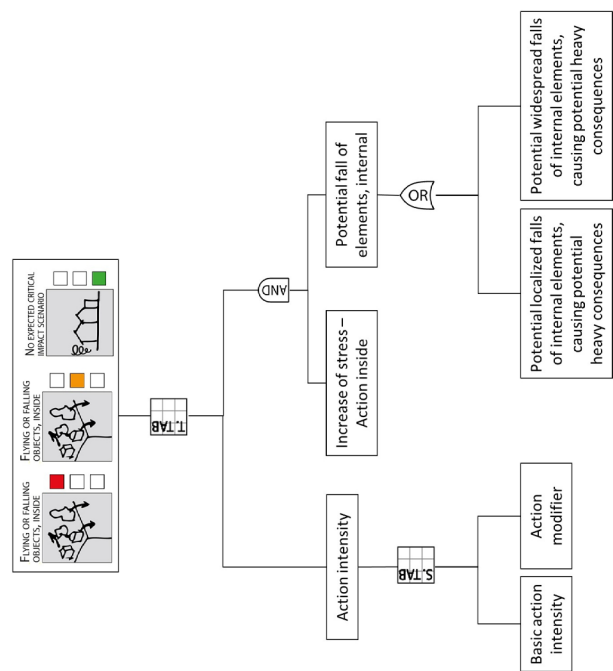 FLYING OR FALLING
OBJECTS, INSIDE
FLYING OR FALLING
OBJECTS, INSIDE
NO EXPECTED CRITICAL
IMPACT SCENARIO
T.TAB
AND
Action intensity
Increase of stress –
Action inside
Potential fall of
elements, internal
S.TAB
OR
Basic action
intensity
Action
modifier
Potential localized falls
of internal elements,
causing potential
heavy consequences
Potential widespread falls
of internal elements,
causing potential heavy
consequences